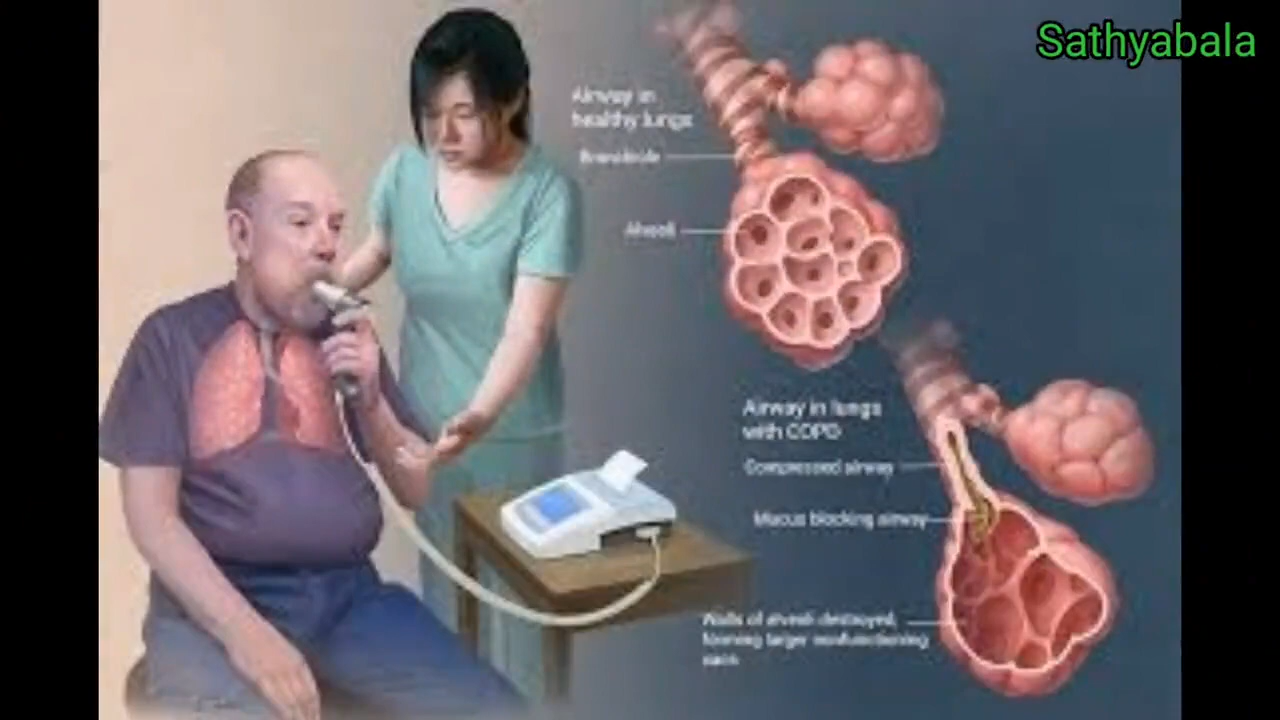 Sathyabala
Airway in
healthy lungs
Bronchiole
Alveoli
Airway in lungs
with COPD
Compressed airway
Mucus blocking airway
Walls of alveoli destroyed,
forming larger nonfunctioning
sacs